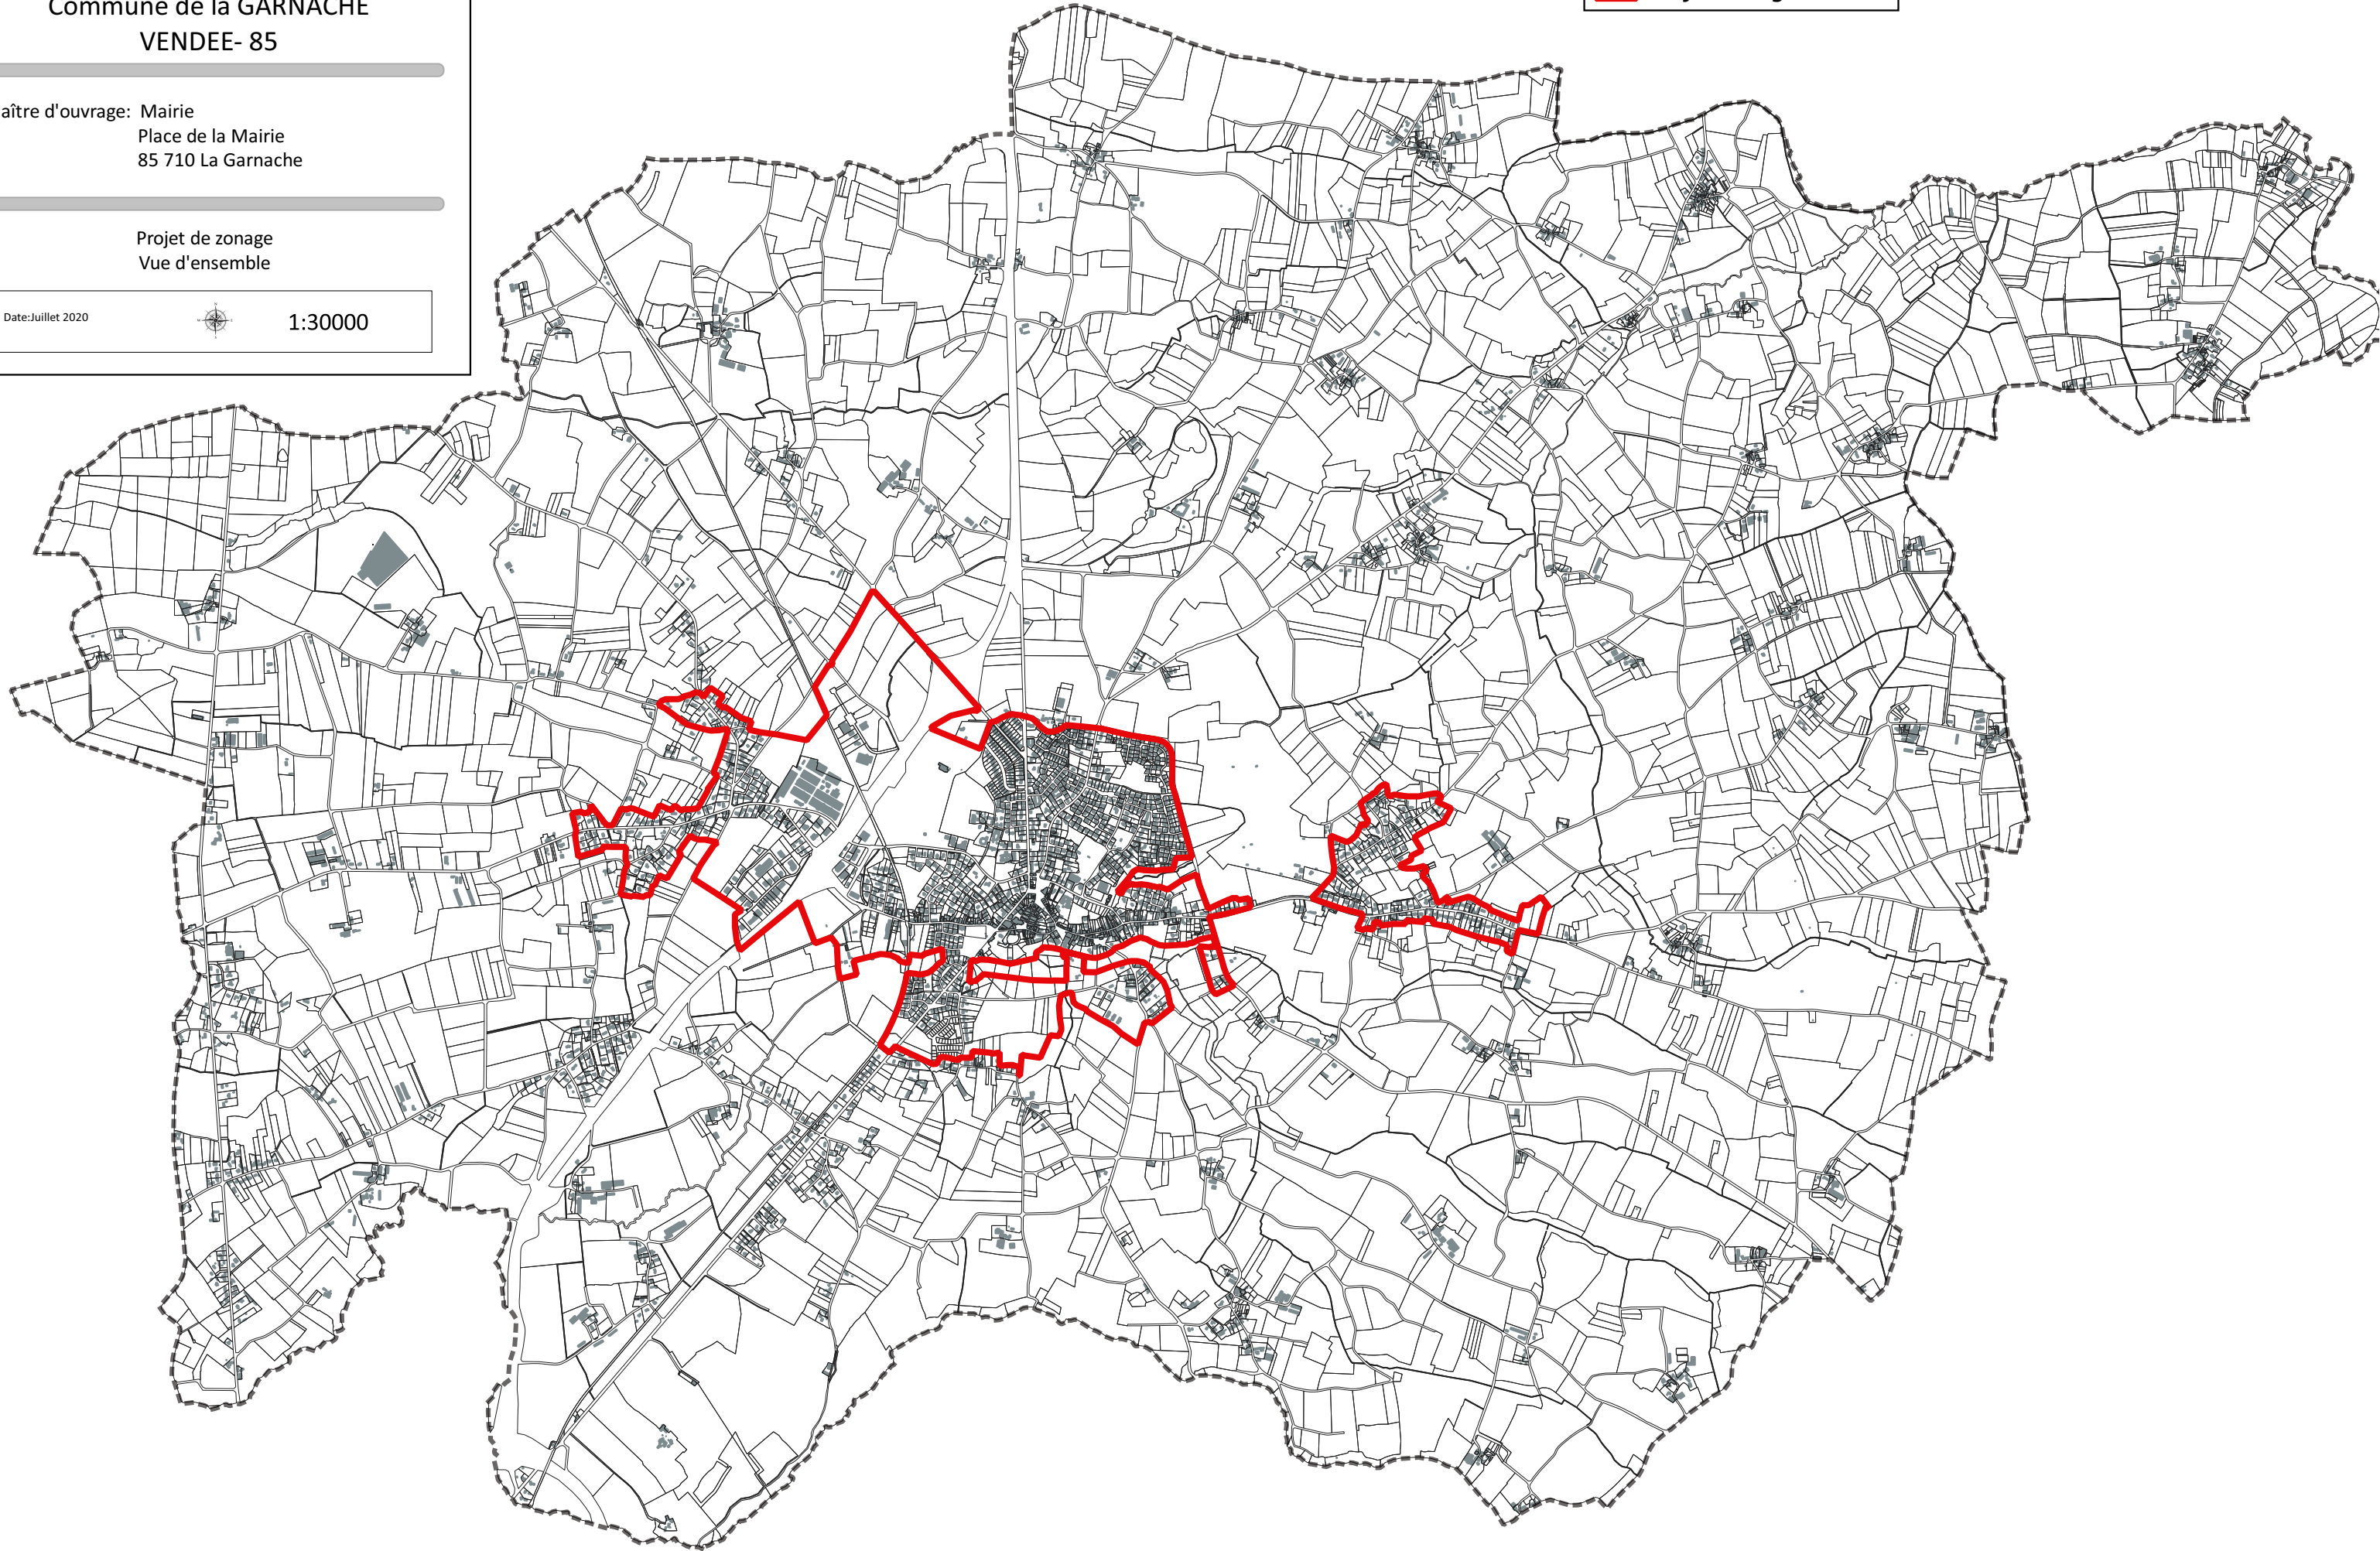 Commune de la GARNACHE
VENDEE- 85
aître d'ouvrage: Mairie
Place de la Mairie
85 710 La Garnache
Projet de zonage
Vue d'ensemble
Date:Juillet 2020
1:30000